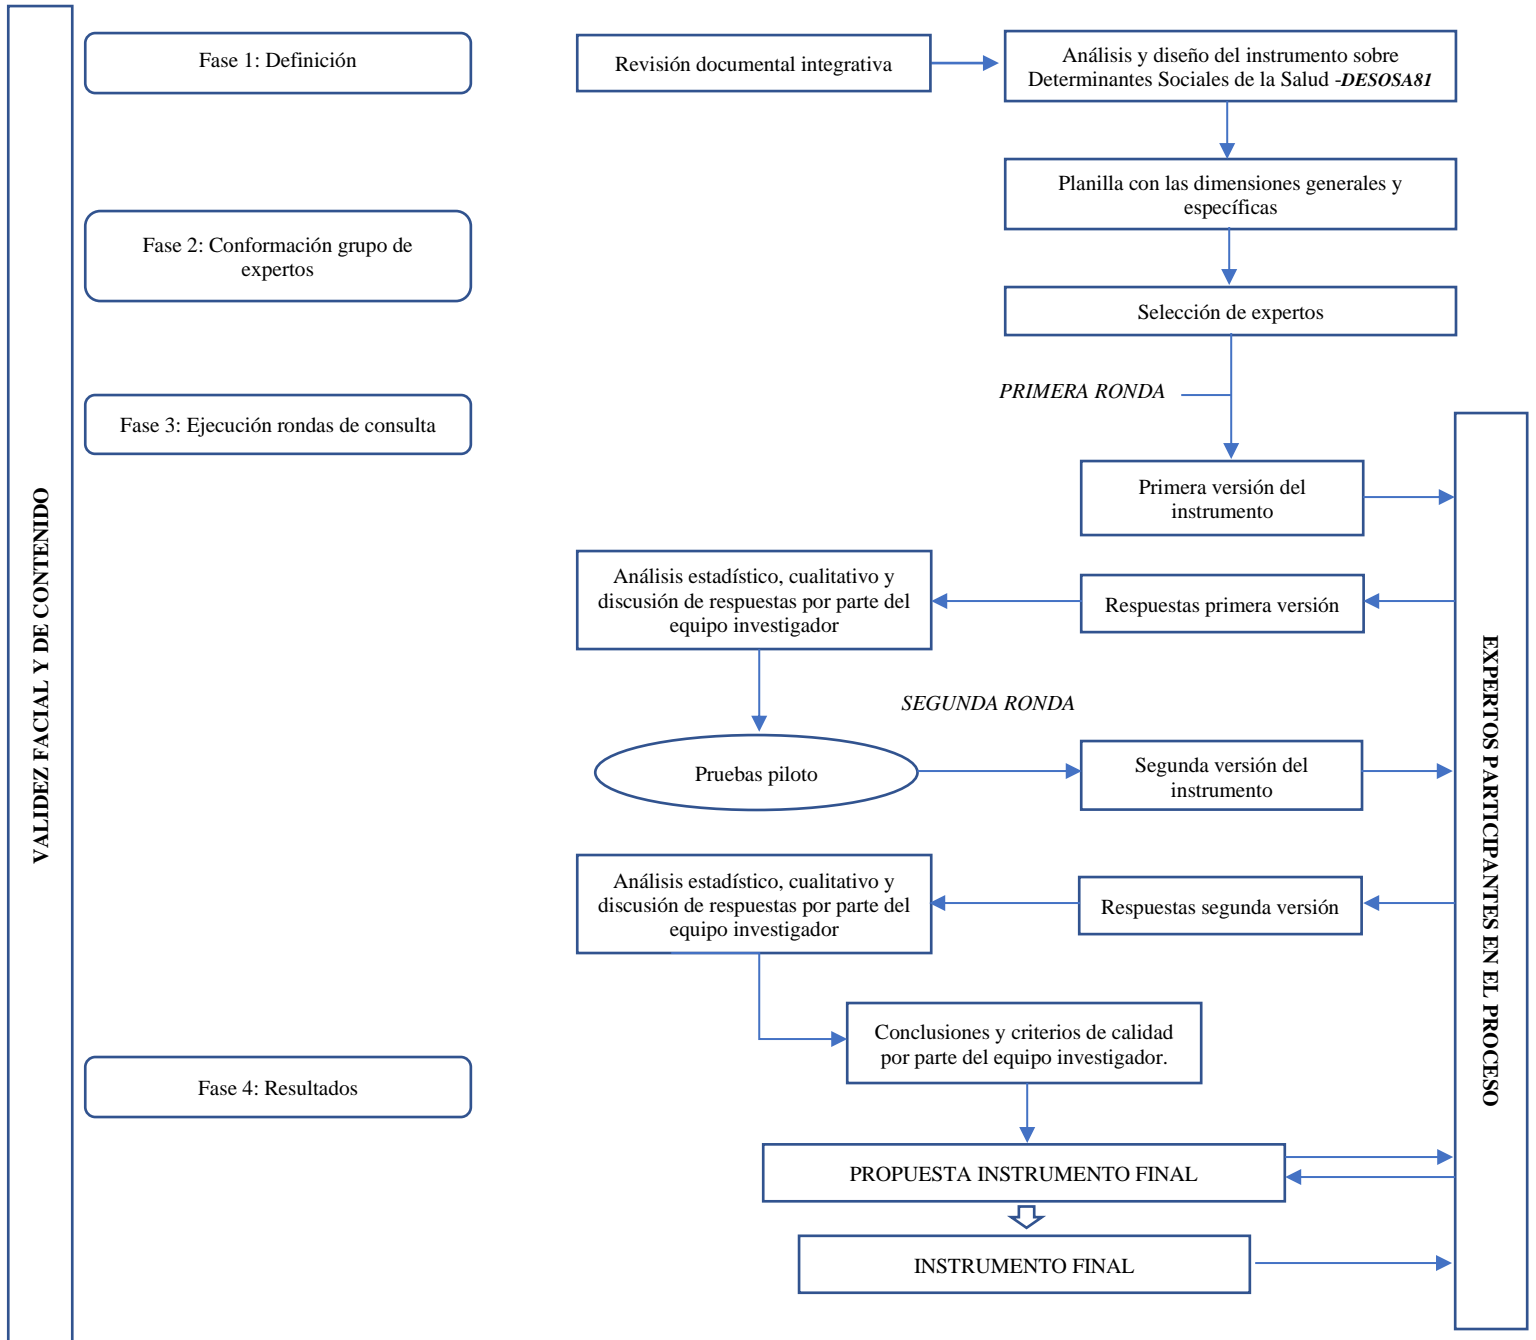 VALIDEZ FACIAL Y DE CONTENIDO
Fase 1: Definición
Revisión documental integrativa
Análisis y diseño del instrumento sobre
Determinantes Sociales de la Salud -DESOSA81
Planilla con las dimensiones generales y
específicas
Fase 2: Conformación grupo de
expertos
Selección de expertos
PRIMERA RONDA
Fase 3: Ejecución rondas de consulta
Primera versión del
instrumento
Análisis estadístico, cualitativo y
discusión de respuestas por parte del
equipo investigador
Respuestas primera versión
SEGUNDA RONDA
Pruebas piloto
Segunda versión del
instrumento
Análisis estadístico, cualitativo y
discusión de respuestas por parte del
equipo investigador
Respuestas segunda versión
Conclusiones y criterios de calidad
por parte del equipo investigador.
Fase 4: Resultados
PROPUESTA INSTRUMENTO FINAL
INSTRUMENTO FINAL
EXPERTOS PARTICIPANTES EN EL PROCESO